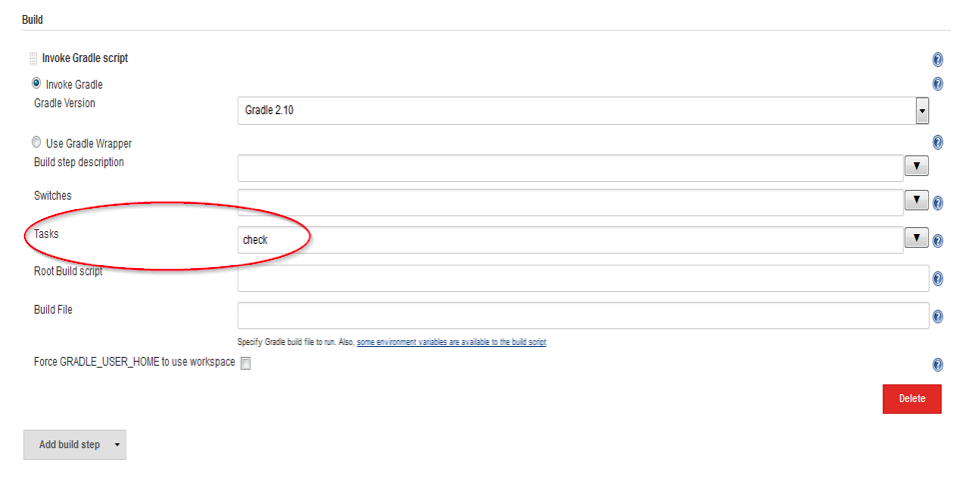 Build
Invoke Gradle script
Invoke Gradle
Gradle Version
Gradle 2.10
Use Gradle Wrapper
Build step description
Switches
Tasks
check
Root Build script
Build File
Specify Gradle build file to run. Also, some environment variables are available to the build script
Force GRADLE_USER_HOME to use workspace
Delete
Add build step